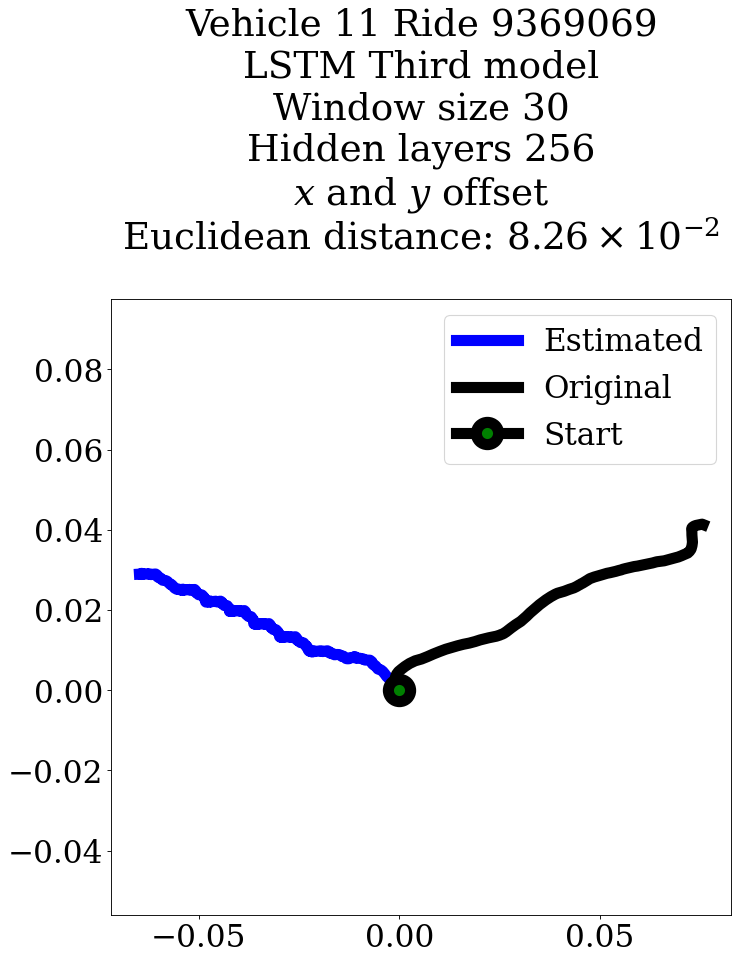 Vehicle 11 Ride 9369069
LSTM Third model
Window size 30
Hidden layers 256
x and y offset
Euclidean distance: 8.26 × 10⁻²
Estimated
Original
Start
0.08
0.06
0.04
0.02
0.00
−0.02
−0.04
−0.05 0.00 0.05